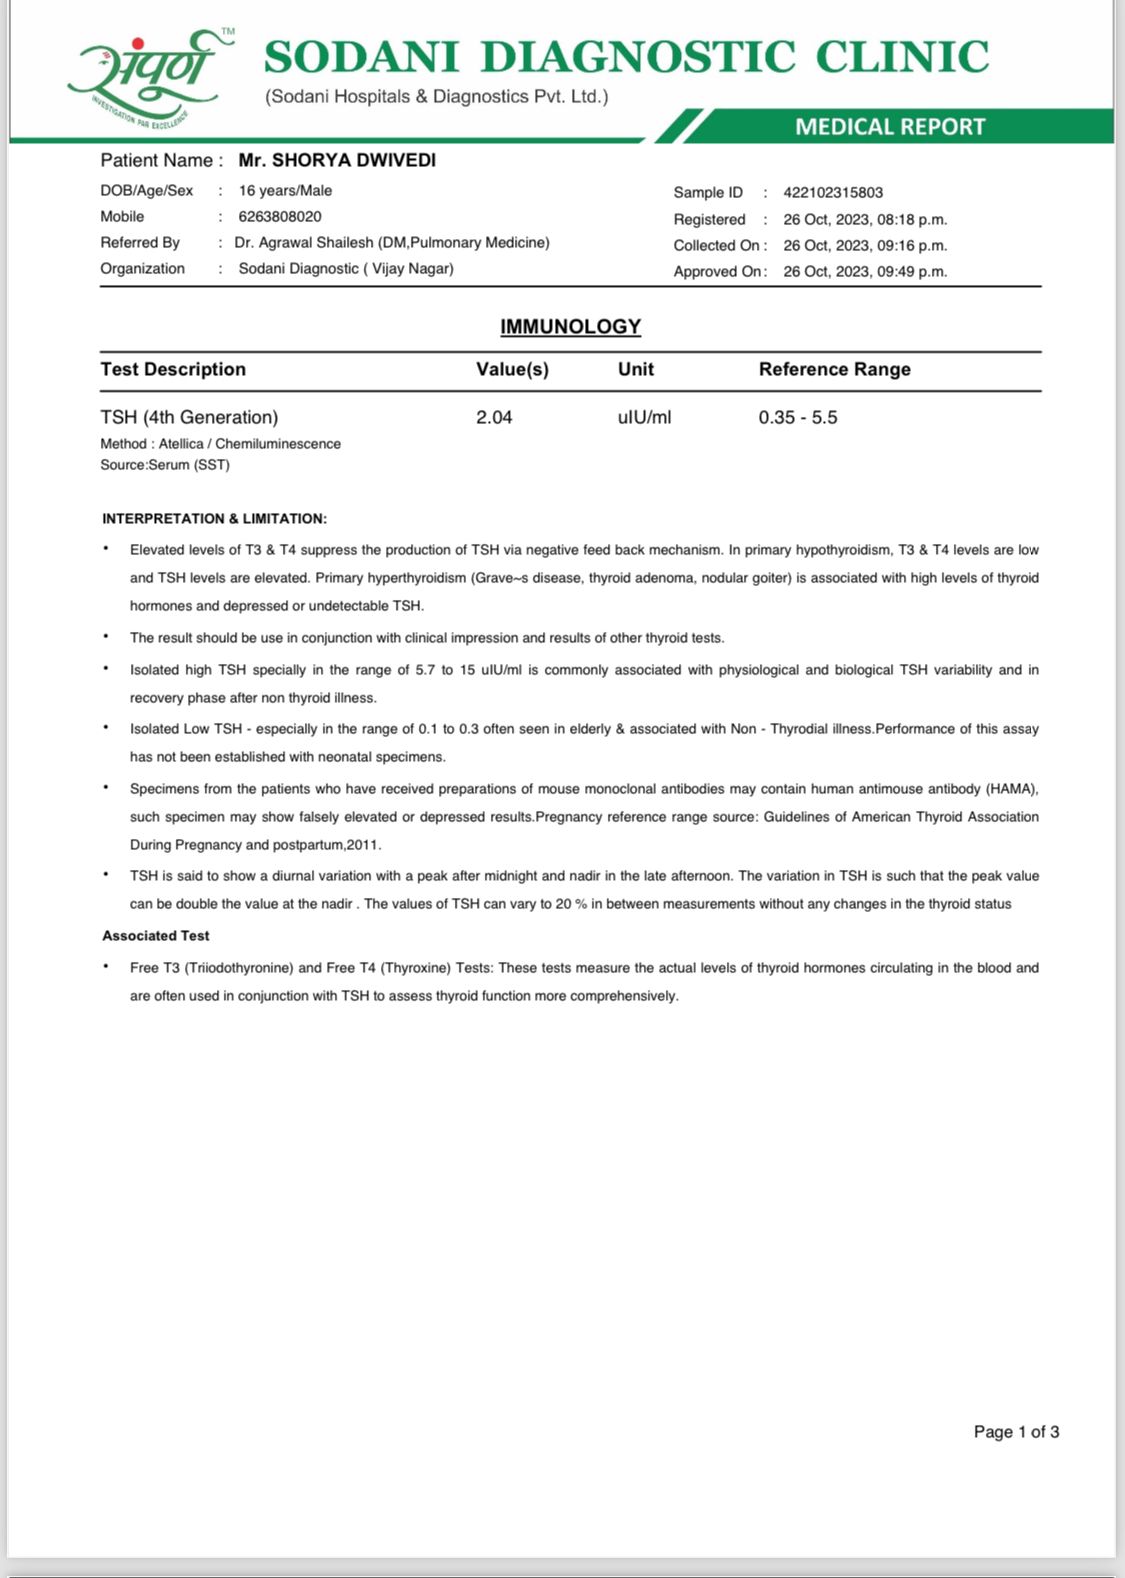 संपूर्ण TM
INVESTIGATION PAR EXCELLENCE
SODANI DIAGNOSTIC CLINIC
(Sodani Hospitals & Diagnostics Pvt. Ltd.)
MEDICAL REPORT
Patient Name : Mr. SHORYA DWIVEDI
DOB/Age/Sex : 16 years/Male
Mobile : 6263808020
Referred By : Dr. Agrawal Shailesh (DM,Pulmonary Medicine)
Organization : Sodani Diagnostic ( Vijay Nagar)
Sample ID : 422102315803
Registered : 26 Oct, 2023, 08:18 p.m.
Collected On : 26 Oct, 2023, 09:16 p.m.
Approved On : 26 Oct, 2023, 09:49 p.m.
IMMUNOLOGY
Test Description Value(s) Unit Reference Range
TSH (4th Generation) 2.04 uIU/ml 0.35 - 5.5
Method : Atellica / Chemiluminescence
Source:Serum (SST)
INTERPRETATION & LIMITATION:
• Elevated levels of T3 & T4 suppress the production of TSH via negative feed back mechanism. In primary hypothyroidism, T3 & T4 levels are low
and TSH levels are elevated. Primary hyperthyroidism (Grave~s disease, thyroid adenoma, nodular goiter) is associated with high levels of thyroid
hormones and depressed or undetectable TSH.
• The result should be use in conjunction with clinical impression and results of other thyroid tests.
• Isolated high TSH specially in the range of 5.7 to 15 uIU/ml is commonly associated with physiological and biological TSH variability and in
recovery phase after non thyroid illness.
• Isolated Low TSH - especially in the range of 0.1 to 0.3 often seen in elderly & associated with Non - Thyrodial illness.Performance of this assay
has not been established with neonatal specimens.
• Specimens from the patients who have received preparations of mouse monoclonal antibodies may contain human antimouse antibody (HAMA),
such specimen may show falsely elevated or depressed results.Pregnancy reference range source: Guidelines of American Thyroid Association
During Pregnancy and postpartum,2011.
• TSH is said to show a diurnal variation with a peak after midnight and nadir in the late afternoon. The variation in TSH is such that the peak value
can be double the value at the nadir . The values of TSH can vary to 20 % in between measurements without any changes in the thyroid status
Associated Test
• Free T3 (Triiodothyronine) and Free T4 (Thyroxine) Tests: These tests measure the actual levels of thyroid hormones circulating in the blood and
are often used in conjunction with TSH to assess thyroid function more comprehensively.
Page 1 of 3